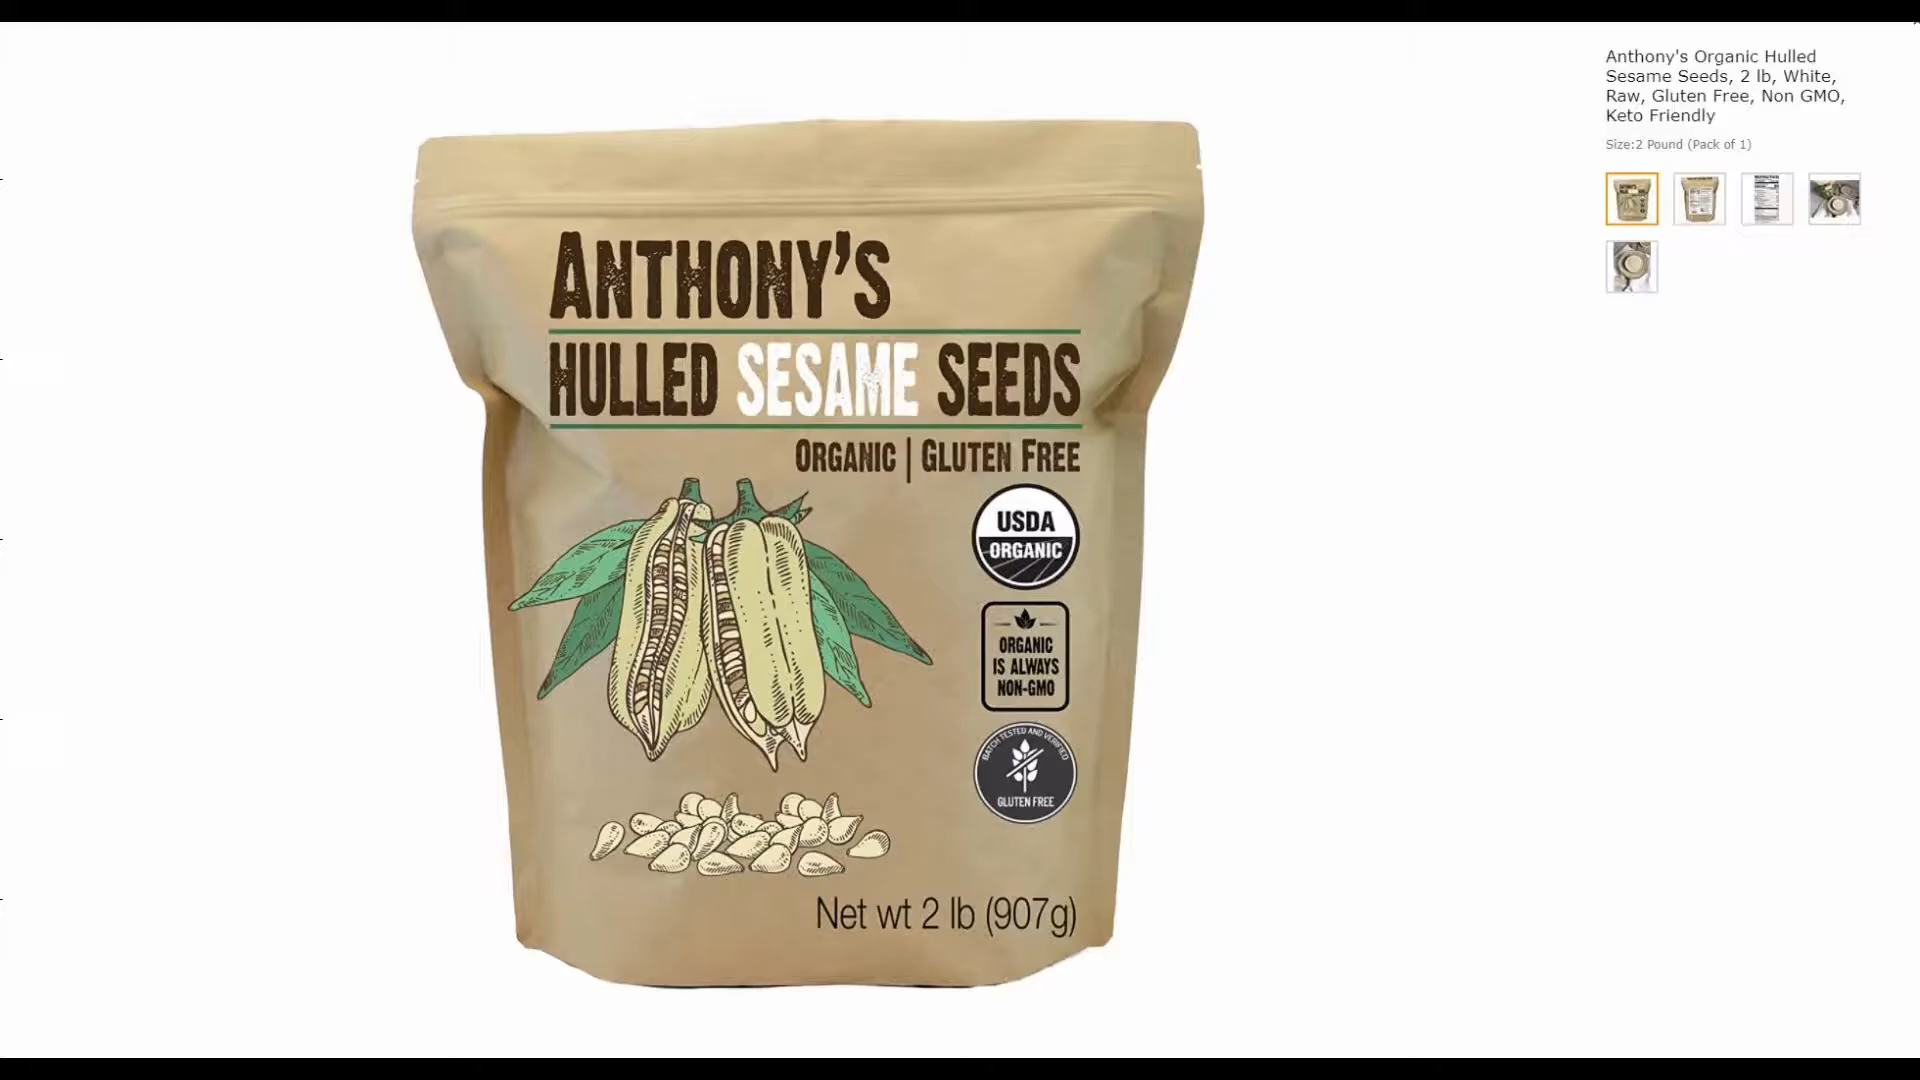 ANTHONY'S
HULLED SESAME SEEDS
ORGANIC | GLUTEN FREE
USDA
ORGANIC
ORGANIC
IS ALWAYS
NON-GMO
BATCH TESTED AND VERIFIED
GLUTEN FREE
Net wt 2 lb (907g)
Anthony's Organic Hulled
Sesame Seeds, 2 lb, White,
Raw, Gluten Free, Non GMO,
Keto Friendly
Size:2 Pound (Pack of 1)